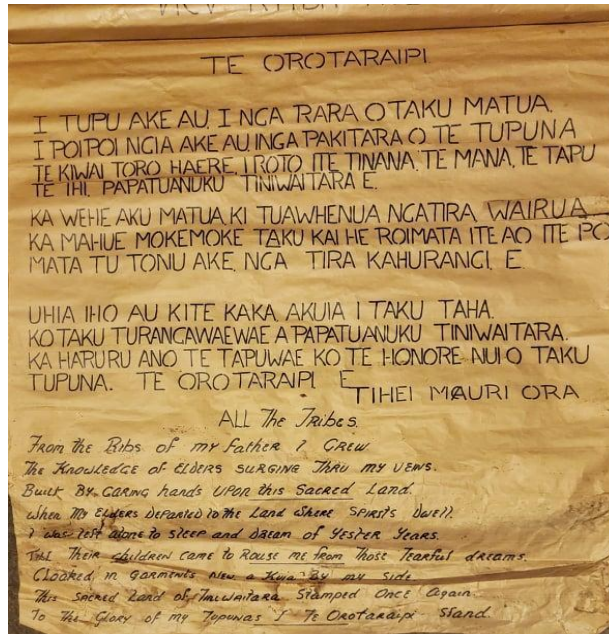 TE OROTARAIPI
I TUPU AKE AU. I NGA RARA O TAKU MATUA.
I POIPOI NGIA AKE AU. INGA PAKITARA O TE TUPUNA
TE KIWAI TORO HAERE, I ROTO ITE TINANA, TE MANA, TE TAPU
TE IHI, PAPATUANUKU TINIWAITARA E.
KA WEHE AKU MATUA. KI TUAWHENUA NGATIRA, WAIRUA
KA MAHUE MOKEMOKE TAKU KAI HE ROIMATA ITE AO ITE PO
MATA TU TONU AKE, NGA TIRA KAHURANGI, E.
UHIA IHO AU KITE KAKA, AKUIA I TAKU TAHA.
KO TAKU TURANGAWAEWAE A PAPATUANUKU TINIWAITARA.
KA HARURU ANO TE TAPUWAE KO TE HONORE NUI O TAKU
TUPUNA. TE OROTARAIPI E
TIHEI MAURI ORA
ALL The TRIBES.
From the Ribs of my father I GREW
The KNOWLEDGE of ELDERS SURGING THRU my VEINS.
BUILT BY CARING hands UPON this SACRED LAND.
When My ELDERS DEPARTED to the LAND Where SPIRITS DWELL.
I was left alone to SLEEP and DREAM of YESTER YEARS.
TILL Their children CAME to ROUSE me FROM Those TEARFUL dreams.
CLOAKED in GARMENTS NEW a KUIA By my SIDE
This SACRED LAND of TINIWAITARA STAMPED ONCE AGAIN
To the GLORY of my TUPUNAS I TE OROTARAIPI STAND.